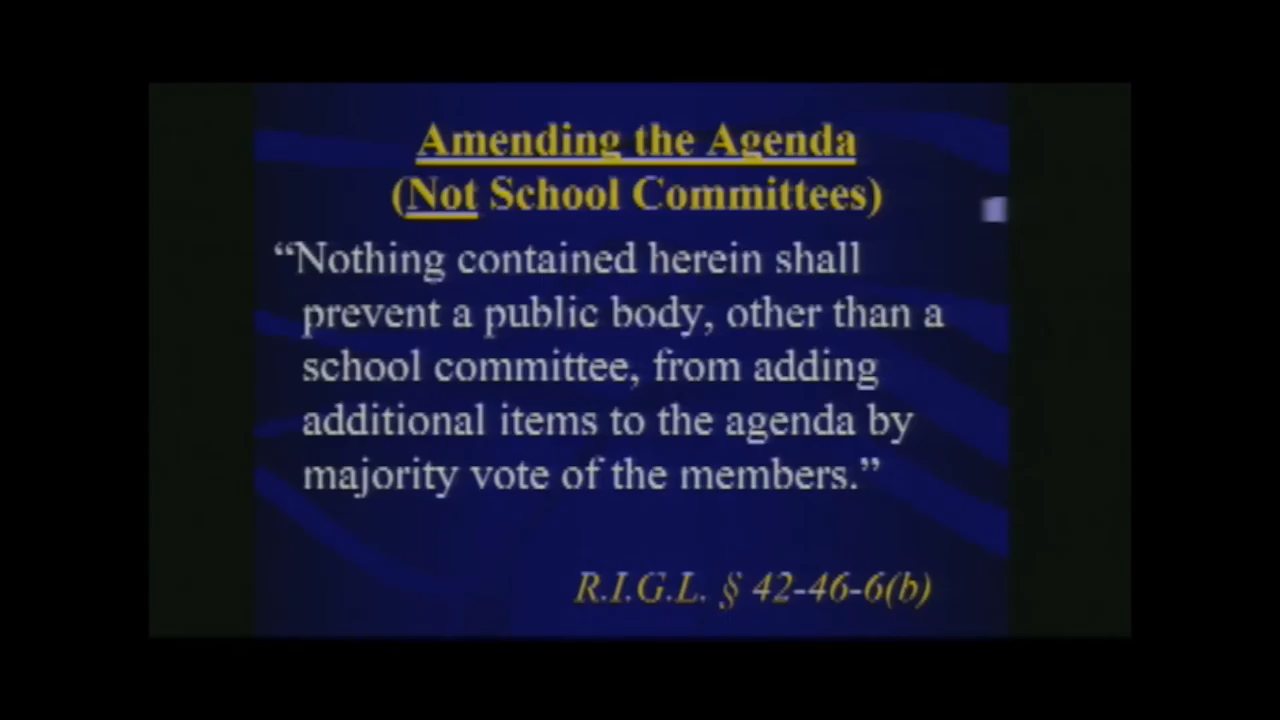 Amending the Agenda
(Not School Committees)
“Nothing contained herein shall
prevent a public body, other than a
school committee, from adding
additional items to the agenda by
majority vote of the members.”
R.I.G.L. § 42-46-6(b)